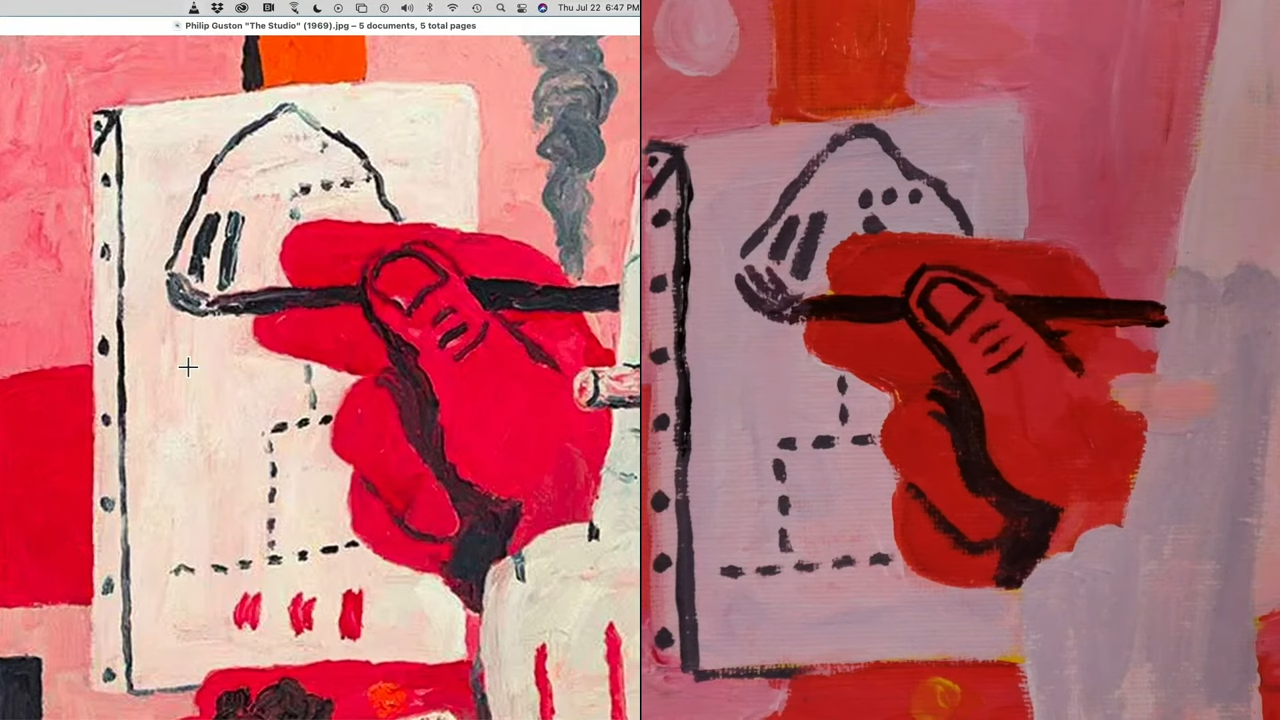 Thu Jul 22 6:47 PM
Philip Guston "The Studio" (1969).jpg – 5 documents, 5 total pages